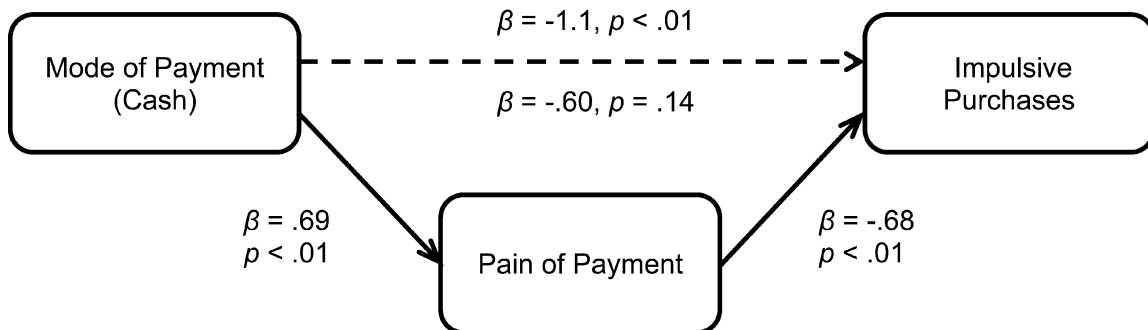 β = -1.1, p < .01
Mode of Payment
(Cash)
Impulsive
Purchases
β = -.60, p = .14
β = .69
p < .01
β = -.68
p < .01
Pain of Payment